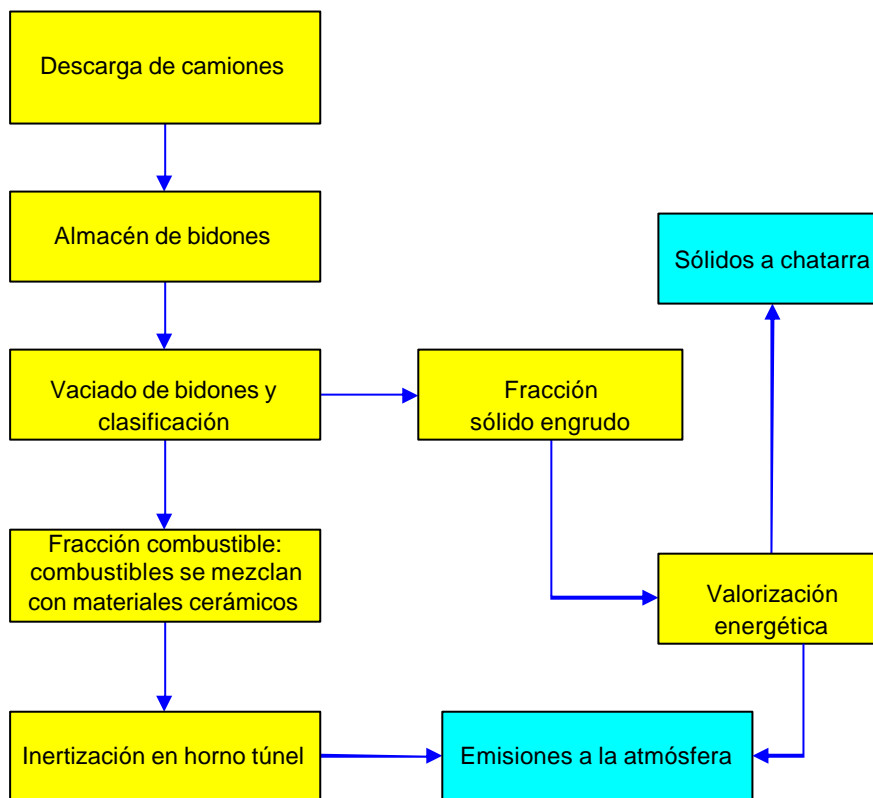 Descarga de camiones
Almacén de bidones
Sólidos a chatarra
Vaciado de bidones y
clasificación
Fracción
sólido engrudo
Fracción combustible:
combustibles se mezclan
con materiales cerámicos
Valorización
energética
Inertización en horno túnel
Emisiones a la atmósfera